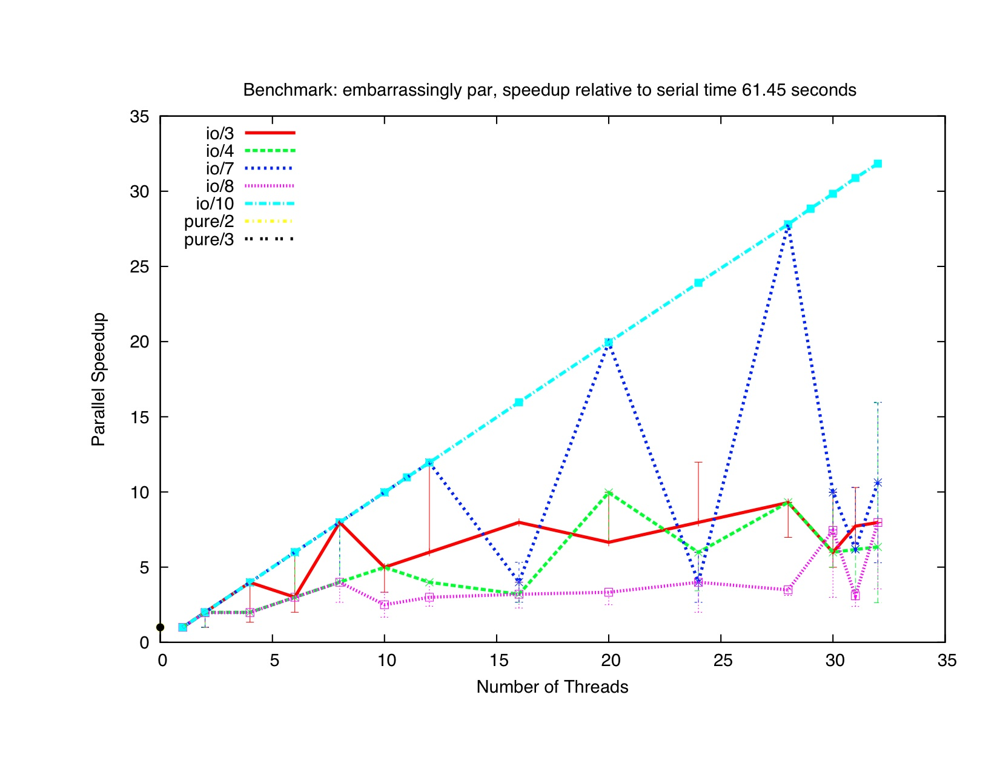 Benchmark: embarrassingly par, speedup relative to serial time 61.45 seconds
35
30
25
20
15
10
5
0
io/3
io/4
io/7
io/8
io/10
pure/2
pure/3
Parallel Speedup
0 5 10 15 20 25 30 35
Number of Threads